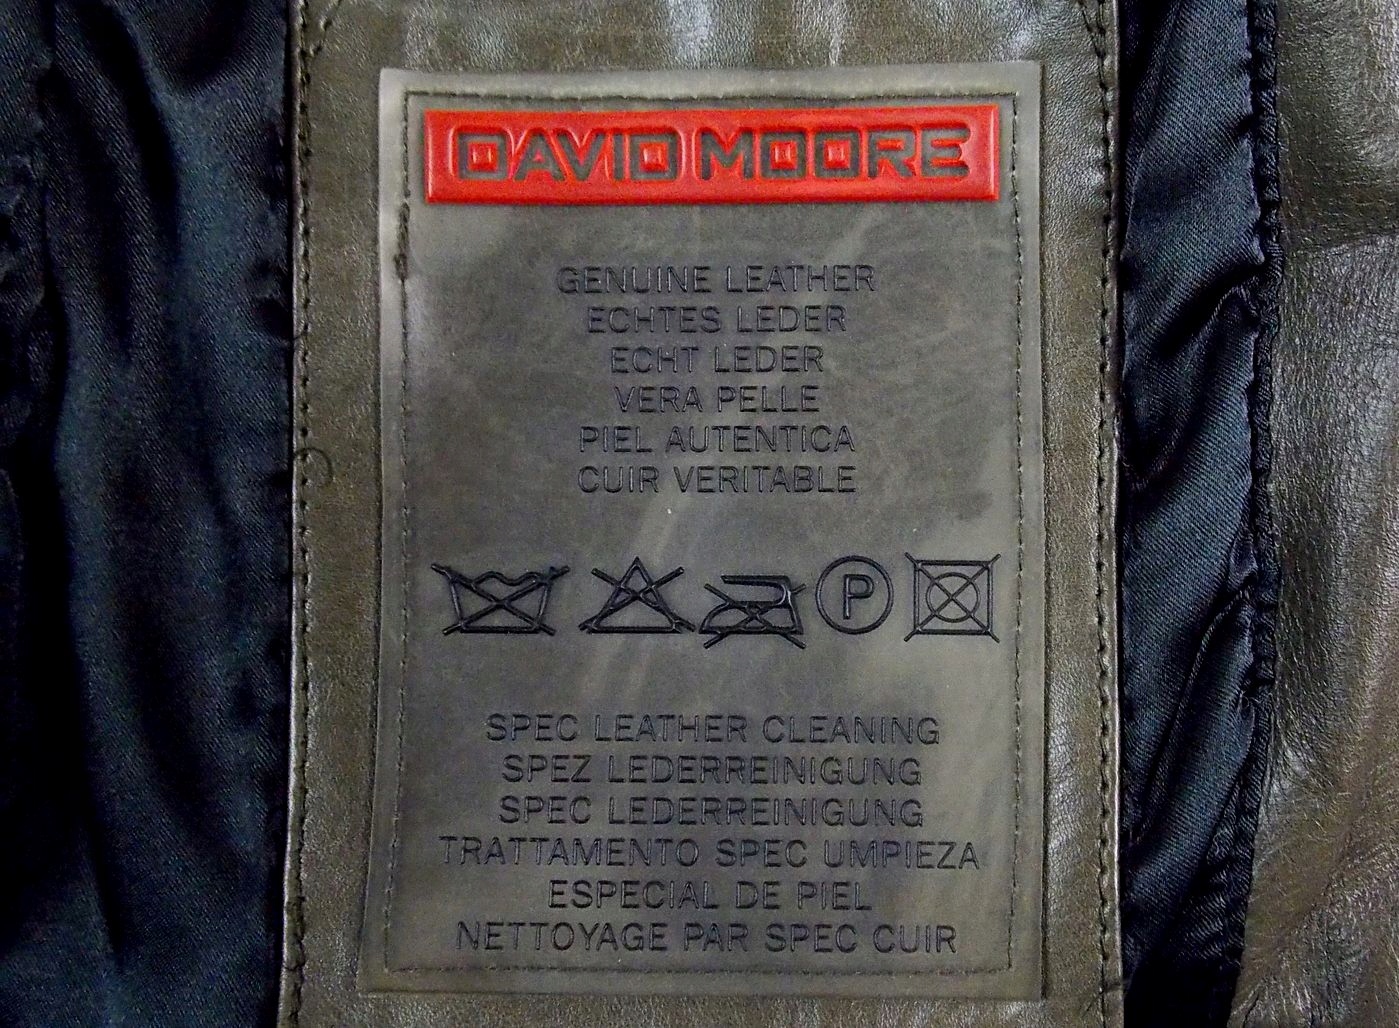 DAVID MOORE
GENUINE LEATHER
ECHTES LEDER
ECHT LEDER
VERA PELLE
PIEL AUTENTICA
CUIR VERITABLE
P
SPEC LEATHER CLEANING
SPEZ LEDERREINIGUNG
SPEC LEDERREINIGUNG
TRATTAMENTO SPEC UMPIEZA
ESPECIAL DE PIEL
NETTOYAGE PAR SPEC CUIR